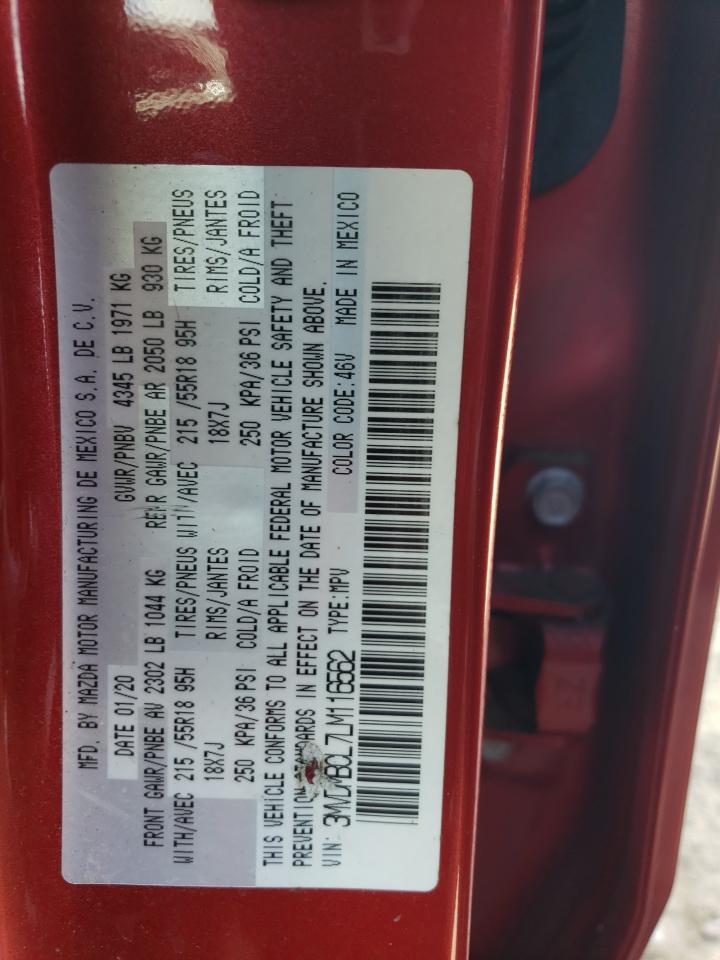 MFD. BY MAZDA MOTOR MANUFACTURING DE MEXICO S.A. DE C.V.
DATE 01/20 GVWR/PNBV 4345 LB 1971 KG
FRONT GAWR/PNBE AV 2302 LB 1044 KG REAR GAWR/PNBE AR 2050 LB 930 KG
WITH/AVEC 215 /55R18 95H TIRES/PNEUS WITH/AVEC 215 /55R18 95H TIRES/PNEUS
18X7J RIMS/JANTES 18X7J RIMS/JANTES
250 KPA/36 PSI COLD/A FROID 250 KPA/36 PSI COLD/A FROID
THIS VEHICLE CONFORMS TO ALL APPLICABLE FEDERAL MOTOR VEHICLE SAFETY AND THEFT
PREVENTION STANDARDS IN EFFECT ON THE DATE OF MANUFACTURE SHOWN ABOVE.
VIN: 3MVDMBCL7LM116562 TYPE:MPV COLOR CODE:46V MADE IN MEXICO